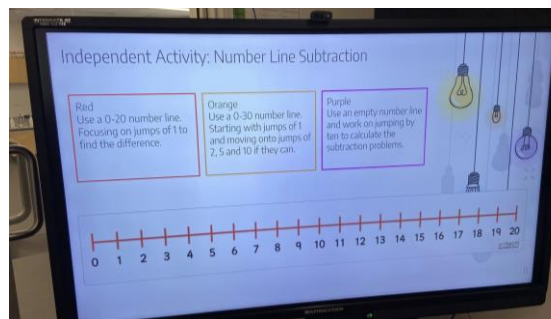 Independent Activity: Number Line Subtraction
Red
Use a 0-20 number line.
Focusing on jumps of 1 to
find the difference.
Orange
Use a 0-30 number line.
Starting with jumps of 1
and moving onto jumps of
2, 5 and 10 if they can.
Purple
Use an empty number line
and work on jumping by
ten to calculate the
subtraction problems.
0 1 2 3 4 5 6 7 8 9 10 11 12 13 14 15 16 17 18 19 20